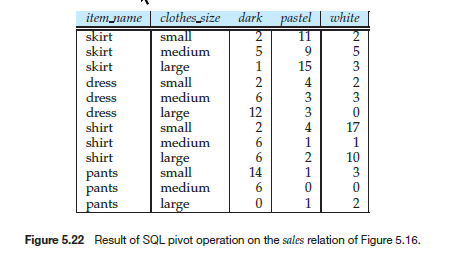 item_name clothes_size dark pastel white
skirt small 2 11 2
skirt medium 5 9 5
skirt large 1 15 3
dress small 2 4 2
dress medium 6 3 3
dress large 12 3 0
shirt small 2 4 17
shirt medium 6 1 1
shirt large 6 2 10
pants small 14 1 3
pants medium 6 0 0
pants large 0 1 2
Figure 5.22 Result of SQL pivot operation on the sales relation of Figure 5.16.